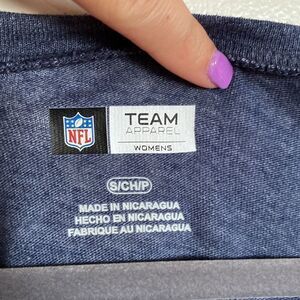 NFL
TEAM
APPAREL
WOMENS
S/CH/P
MADE IN NICARAGUA
HECHO EN NICARAGUA
FABRIQUE AU NICARAGUA